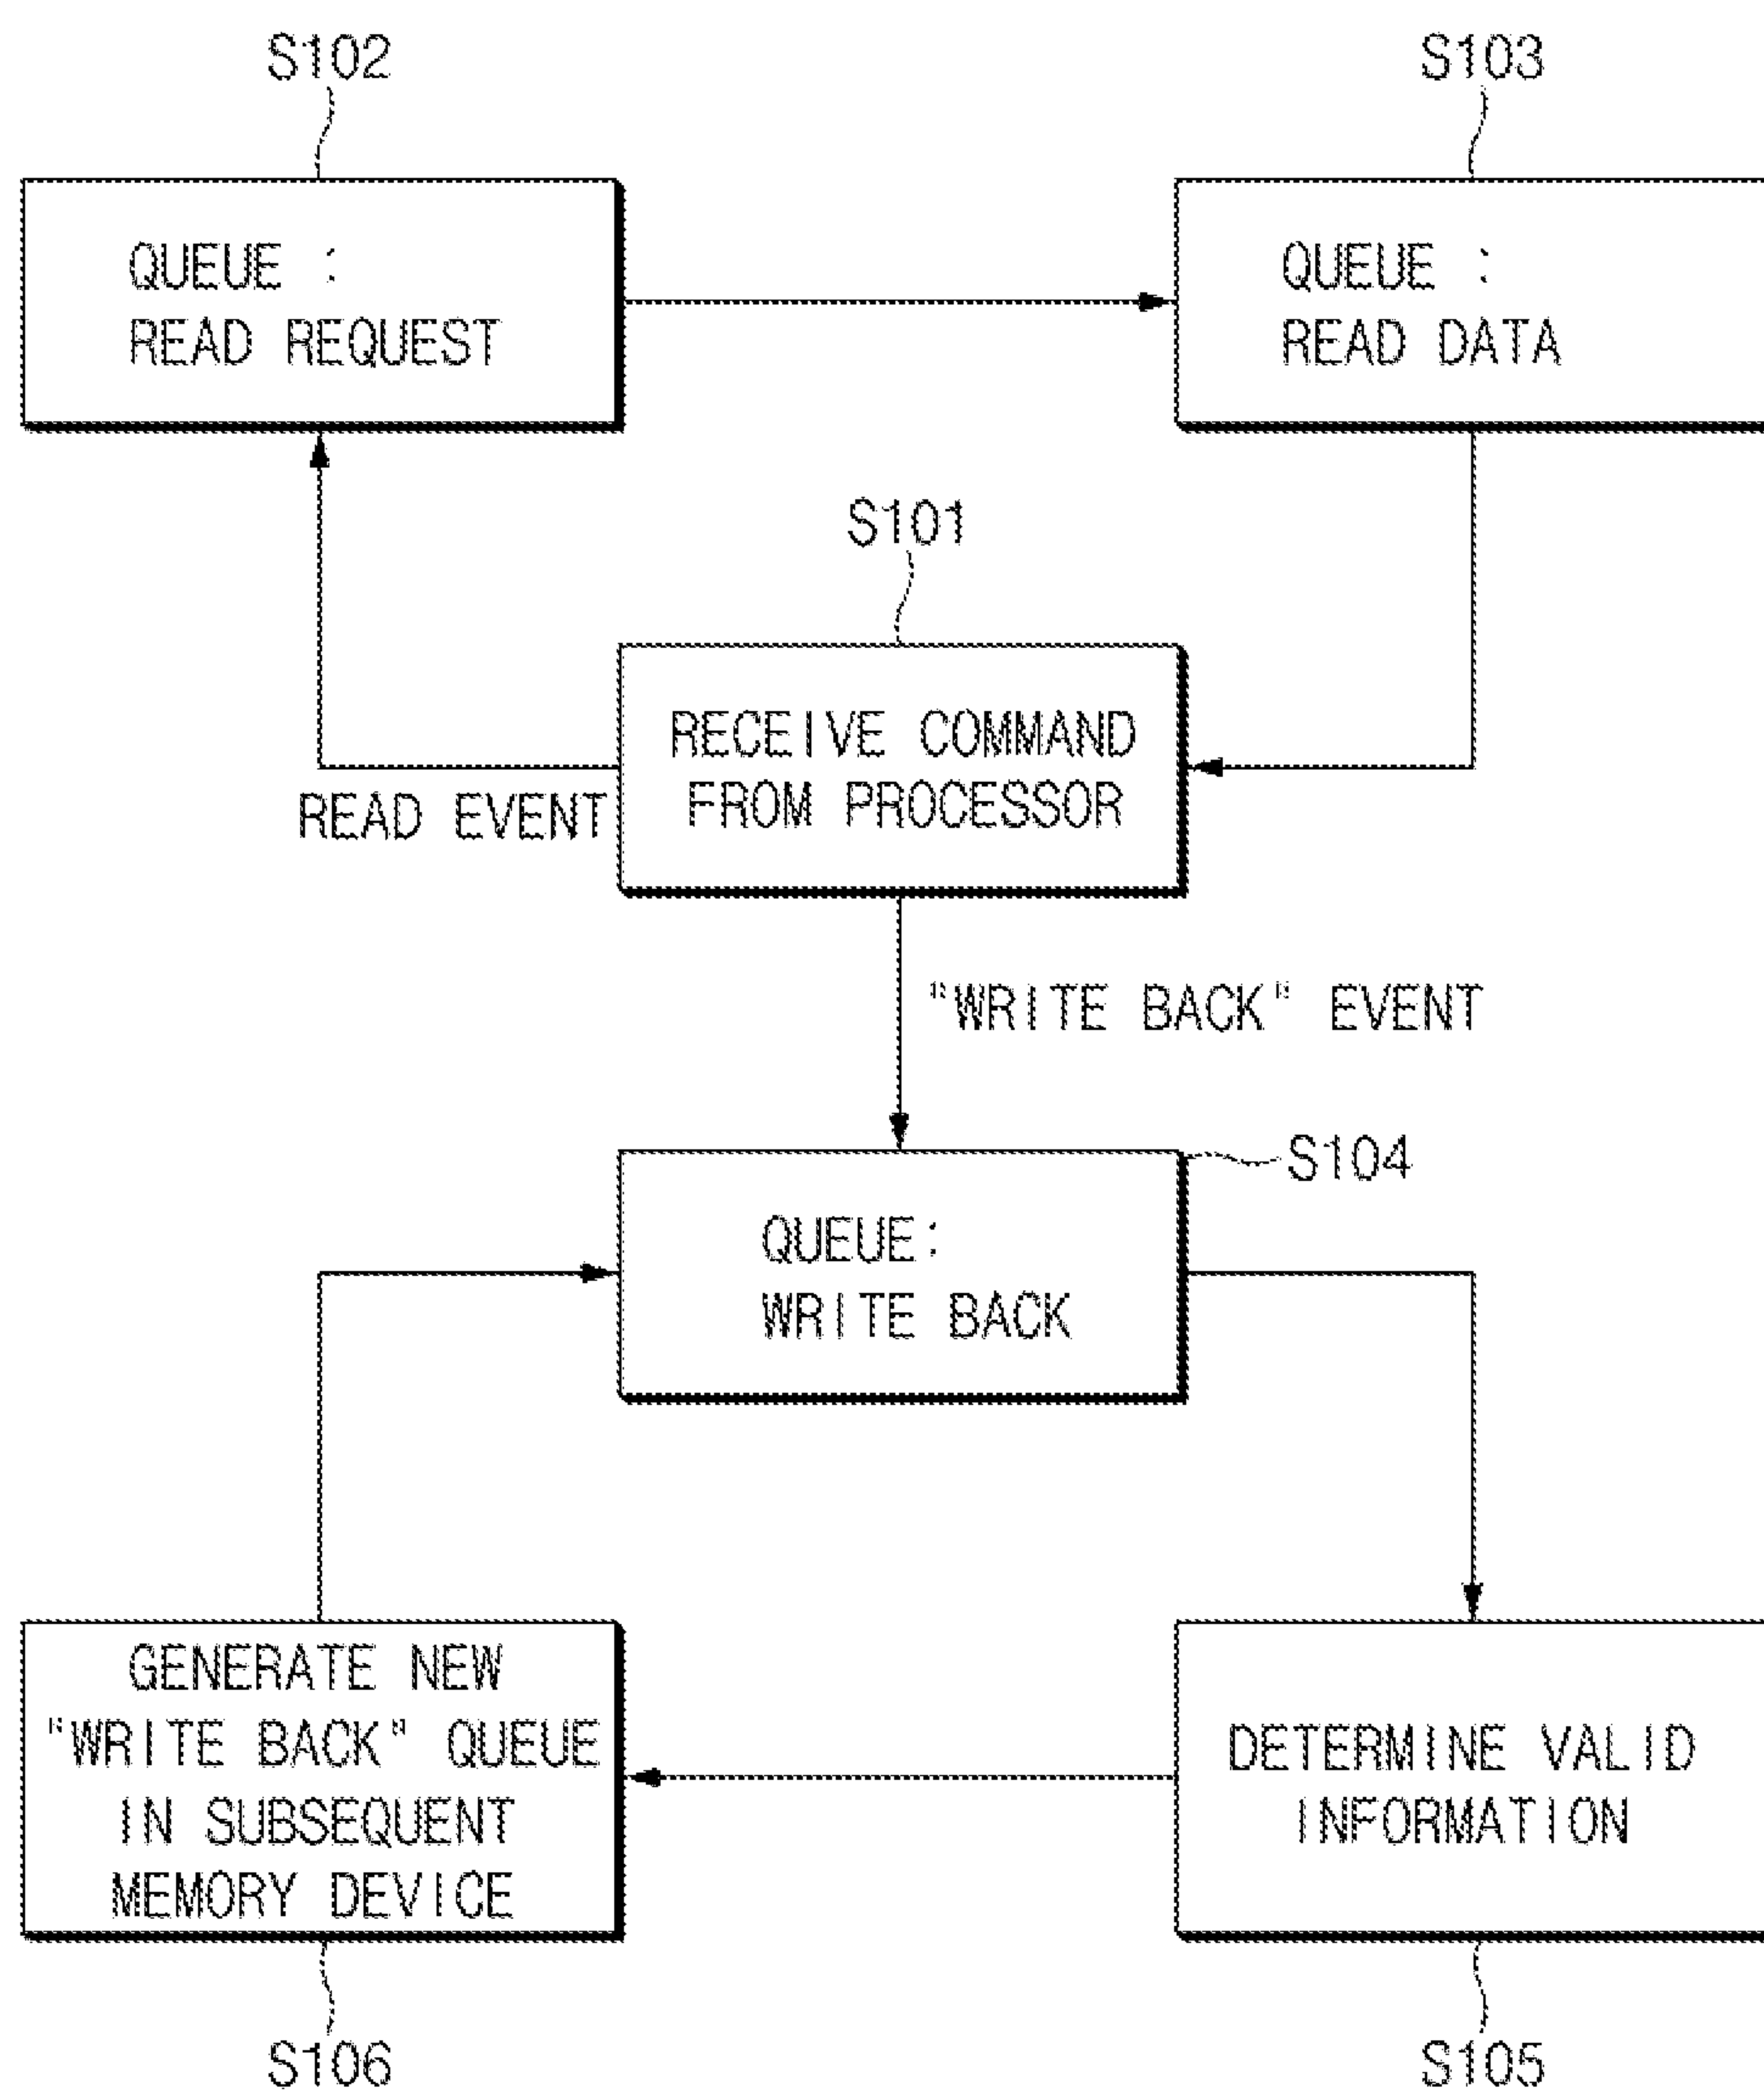 S102
S103
QUEUE :
READ REQUEST
QUEUE :
READ DATA
S101
RECEIVE COMMAND
FROM PROCESSOR
READ EVENT
"WRITE BACK" EVENT
S104
QUEUE:
WRITE BACK
GENERATE NEW
"WRITE BACK" QUEUE
IN SUBSEQUENT
MEMORY DEVICE
DETERMINE VALID
INFORMATION
S106
S105